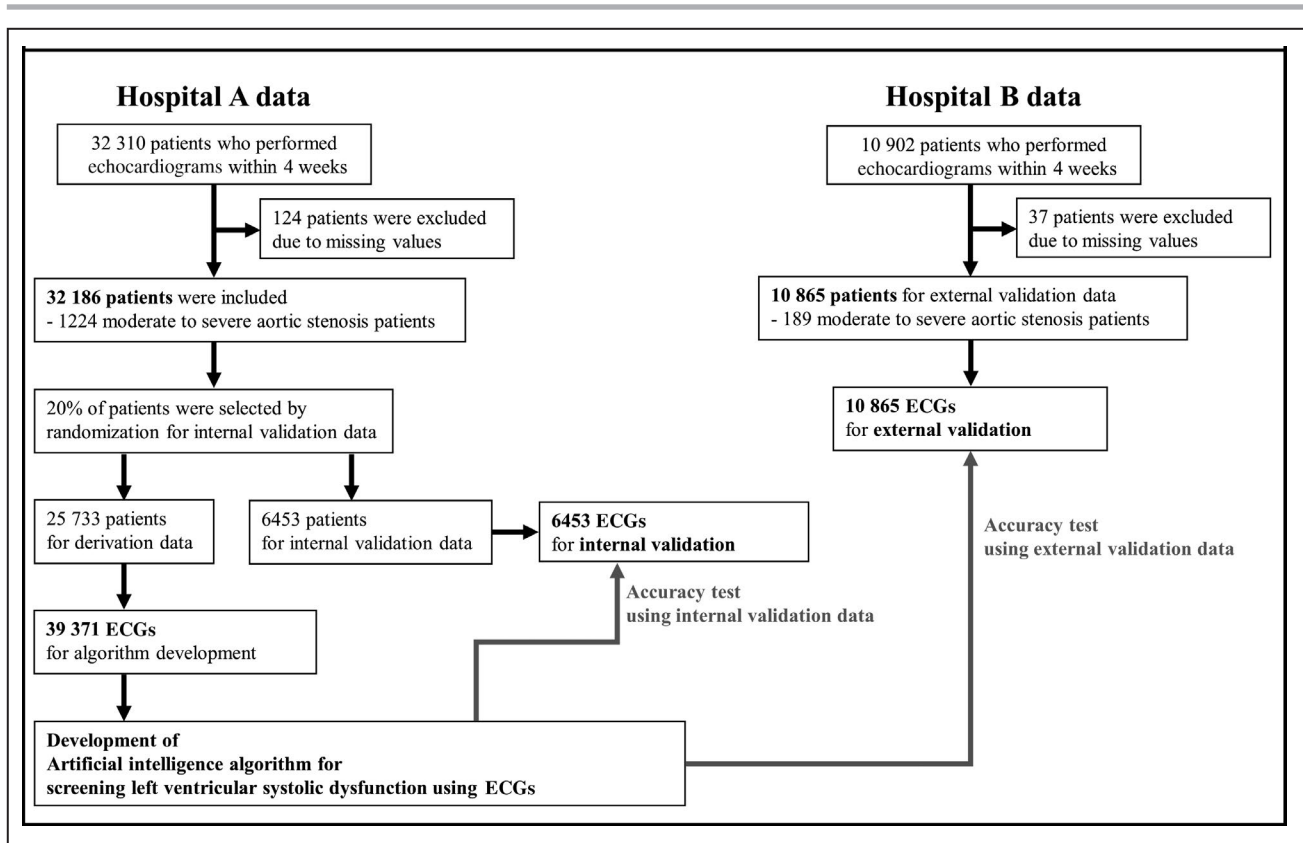 Hospital A data
32 310 patients who performed
echocardiograms within 4 weeks
124 patients were excluded
due to missing values
32 186 patients were included
- 1224 moderate to severe aortic stenosis patients
20% of patients were selected by
randomization for internal validation data
25 733 patients
for derivation data
6453 patients
for internal validation data
6453 ECGs
for internal validation
39 371 ECGs
for algorithm development
Accuracy test
using internal validation data
Development of
Artificial intelligence algorithm for
screening left ventricular systolic dysfunction using ECGs
Hospital B data
10 902 patients who performed
echocardiograms within 4 weeks
37 patients were excluded
due to missing values
10 865 patients for external validation data
- 189 moderate to severe aortic stenosis patients
10 865 ECGs
for external validation
Accuracy test
using external validation data